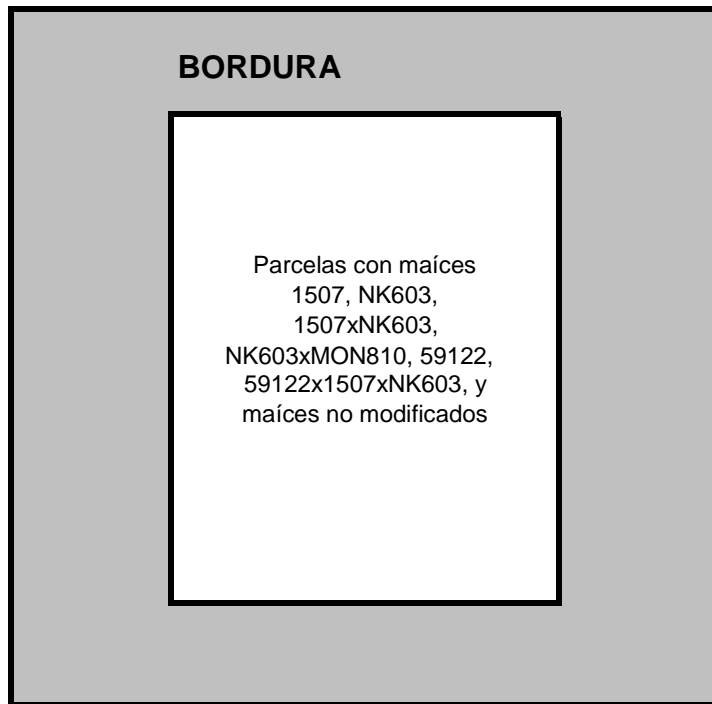 BORDURA
Parcelas con maíces
1507, NK603,
1507xNK603,
NK603xMON810, 59122,
59122x1507xNK603, y
maíces no modificados